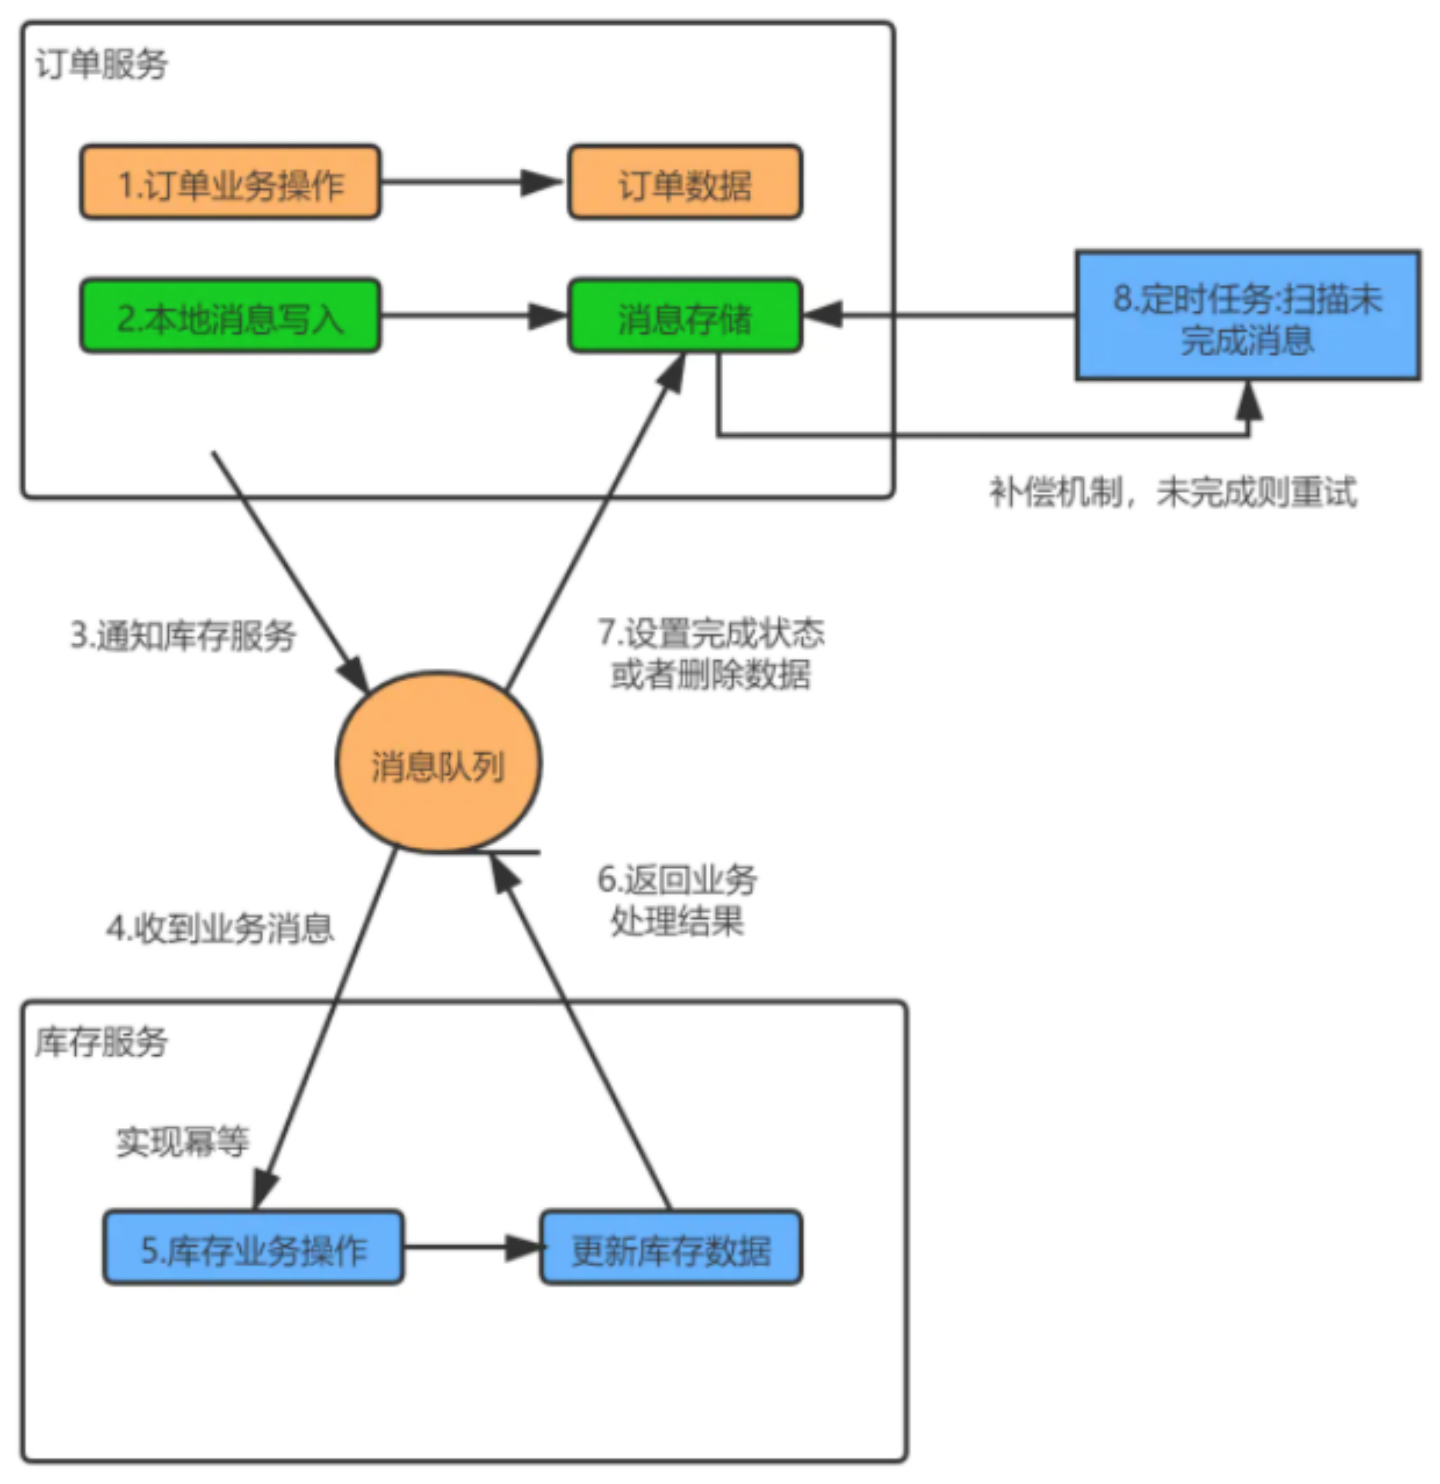 订单服务
1.订单业务操作
订单数据
2.本地消息写入
消息存储
8.定时任务:扫描未
完成消息
补偿机制，未完成则重试
3.通知库存服务
7.设置完成状态
或者删除数据
消息队列
6.返回业务
处理结果
4.收到业务消息
库存服务
实现幂等
5.库存业务操作
更新库存数据